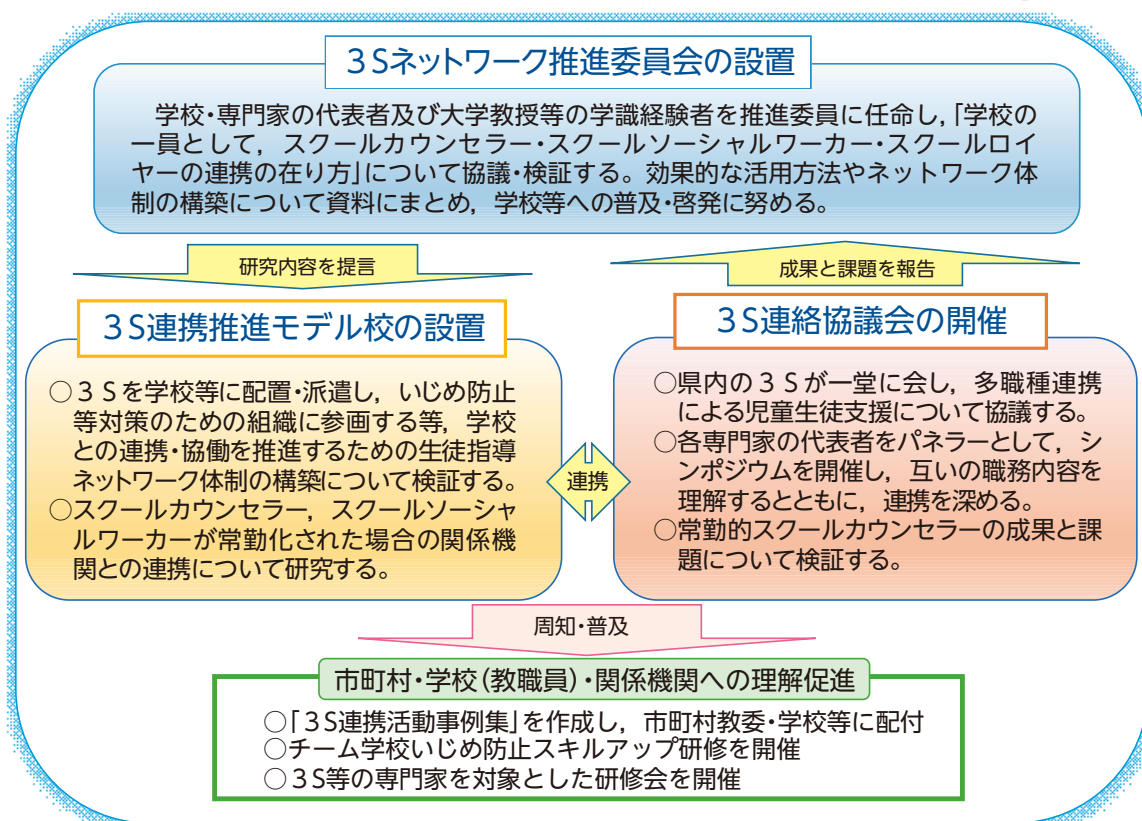 ３Sネットワーク推進委員会の設置
学校・専門家の代表者及び大学教授等の学識経験者を推進委員に任命し，「学校の
一員として，スクールカウンセラー・スクールソーシャルワーカー・スクールロイ
ヤーの連携の在り方」について協議・検証する。効果的な活用方法やネットワーク体
制の構築について資料にまとめ，学校等への普及・啓発に努める。
研究内容を提言
成果と課題を報告
３S連携推進モデル校の設置
○３Ｓを学校等に配置・派遣し，いじめ防止
等対策のための組織に参画する等，学校
との連携・協働を推進するための生徒指導
ネットワーク体制の構築について検証する。
○スクールカウンセラー，スクールソーシャ
ルワーカーが常勤化された場合の関係機
関との連携について研究する。
連携
３S連絡協議会の開催
○県内の３Ｓが一堂に会し，多職種連携
による児童生徒支援について協議する。
○各専門家の代表者をパネラーとして，シ
ンポジウムを開催し，互いの職務内容を
理解するとともに，連携を深める。
○常勤的スクールカウンセラーの成果と課
題について検証する。
周知・普及
市町村・学校（教職員）・関係機関への理解促進
○「３S連携活動事例集」を作成し，市町村教委・学校等に配付
○チーム学校いじめ防止スキルアップ研修を開催
○３S等の専門家を対象とした研修会を開催